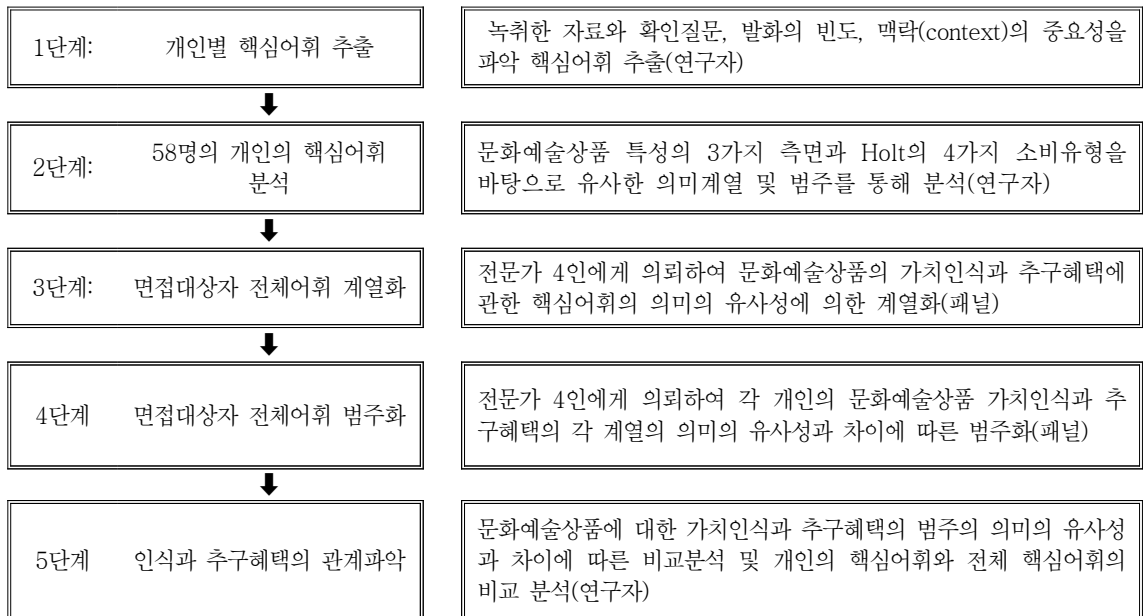 1단계: 개인별 핵심어휘 추출
녹취한 자료와 확인질문, 발화의 빈도, 맥락(context)의 중요성을
파악 핵심어휘 추출(연구자)
2단계: 58명의 개인의 핵심어휘
분석
문화예술상품 특성의 3가지 측면과 Holt의 4가지 소비유형을
바탕으로 유사한 의미계열 및 범주를 통해 분석(연구자)
3단계: 면접대상자 전체어휘 계열화
전문가 4인에게 의뢰하여 문화예술상품의 가치인식과 추구혜택에
관한 핵심어휘의 의미의 유사성에 의한 계열화(패널)
4단계 면접대상자 전체어휘 범주화
전문가 4인에게 의뢰하여 각 개인의 문화예술상품 가치인식과 추
구혜택의 각 계열의 의미의 유사성과 차이에 따른 범주화(패널)
5단계 인식과 추구혜택의 관계파악
문화예술상품에 대한 가치인식과 추구혜택의 범주의 의미의 유사성
과 차이에 따른 비교분석 및 개인의 핵심어휘와 전체 핵심어휘의
비교 분석(연구자)